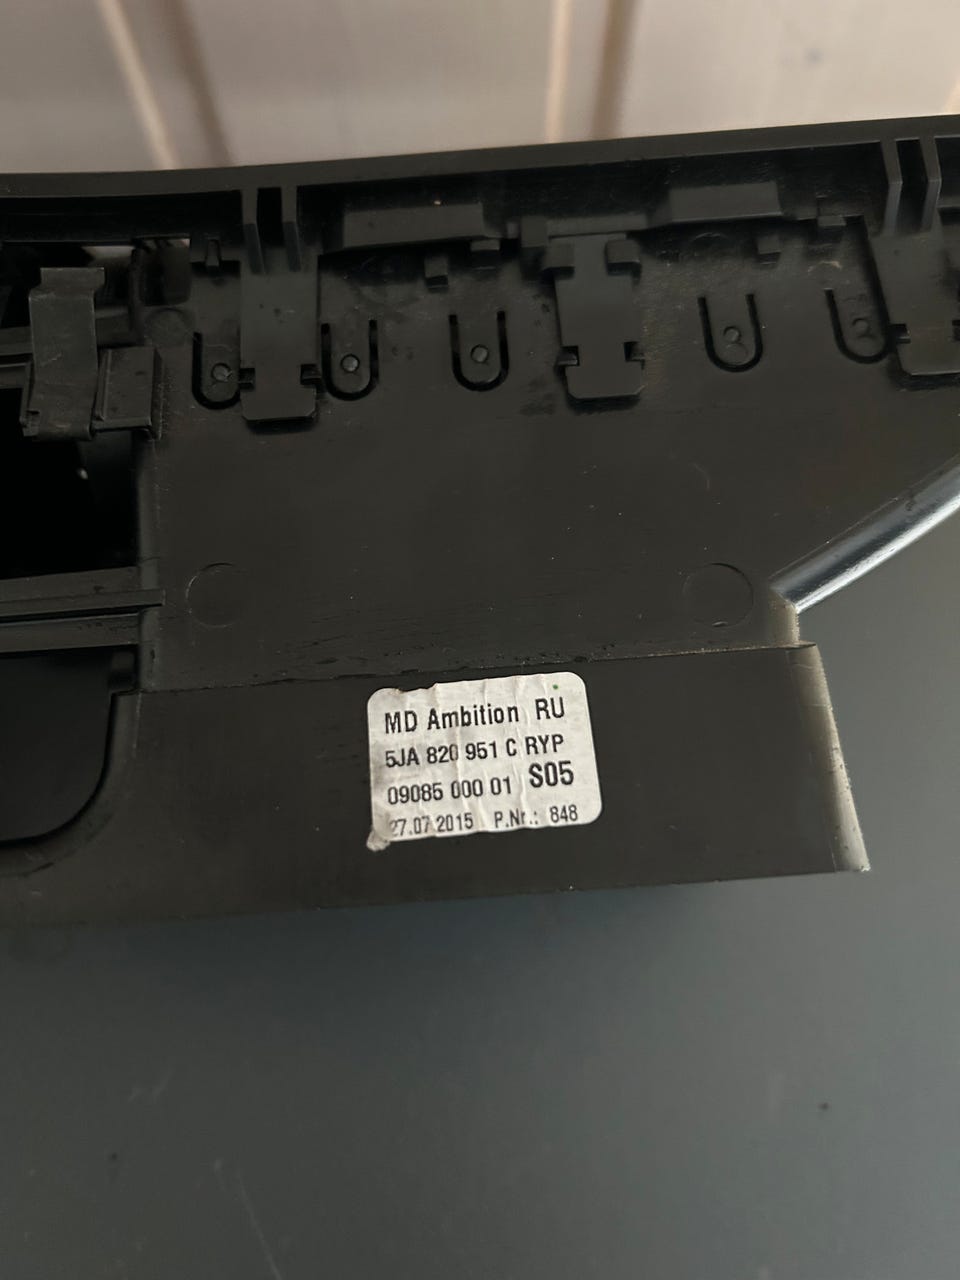 MD Ambition RU
5JA 820 951 C RYP
09085 000 01 S05
27.07.2015 P.Nr.: 848